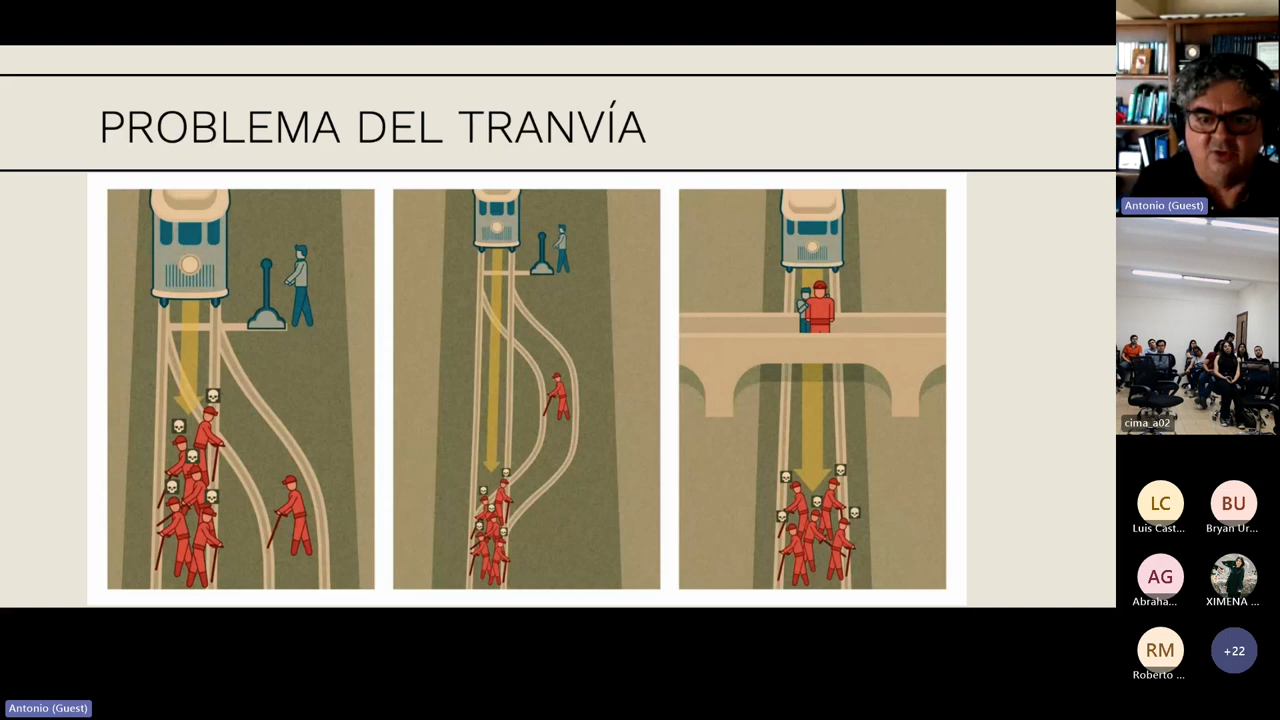 PROBLEMA DEL TRANVÍA
Antonio (Guest)
cima_a02
LC
BU
Luis Cast...
Bryan Ur...
AG
Abraha...
XIMENA ...
RM
+22
Roberto ...
Antonio (Guest)